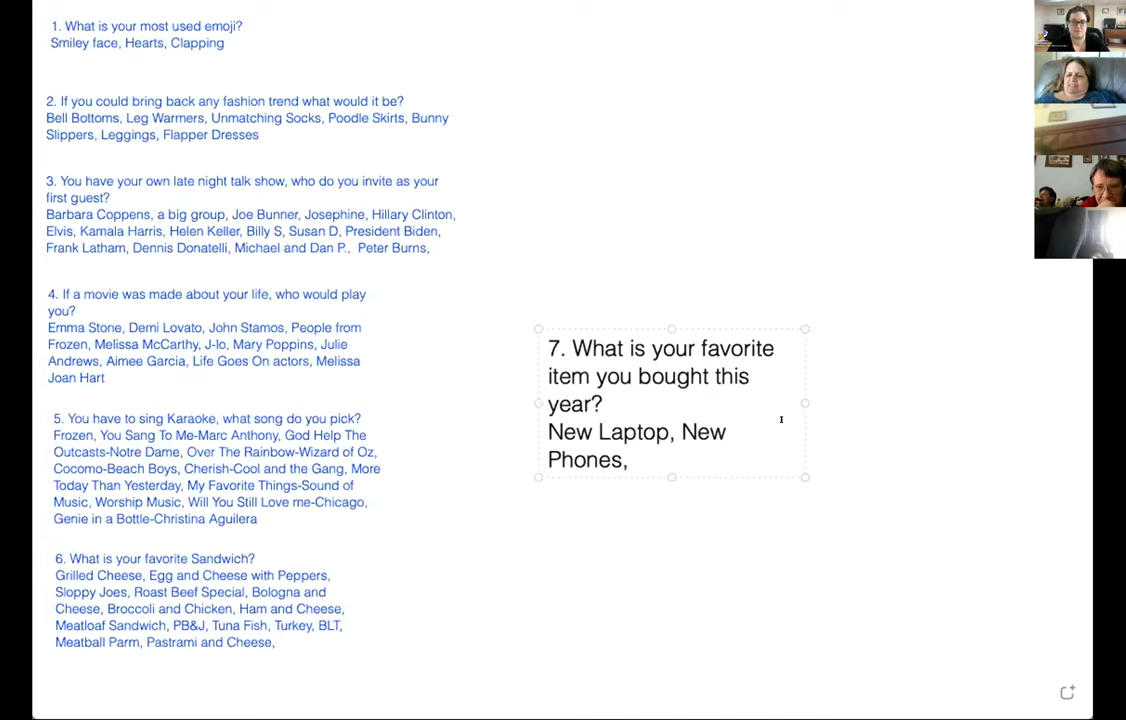 1. What is your most used emoji?
Smiley face, Hearts, Clapping
2. If you could bring back any fashion trend what would it be?
Bell Bottoms, Leg Warmers, Unmatching Socks, Poodle Skirts, Bunny
Slippers, Leggings, Flapper Dresses
3. You have your own late night talk show, who do you invite as your
first guest?
Barbara Coppens, a big group, Joe Bunner, Josephine, Hillary Clinton,
Elvis, Kamala Harris, Helen Keller, Billy S, Susan D, President Biden,
Frank Latham, Dennis Donatelli, Michael and Dan P., Peter Burns,
4. If a movie was made about your life, who would play
you?
Emma Stone, Demi Lovato, John Stamos, People from
Frozen, Melissa McCarthy, J-lo, Mary Poppins, Julie
Andrews, Aimee Garcia, Life Goes On actors, Melissa
Joan Hart
5. You have to sing Karaoke, what song do you pick?
Frozen, You Sang To Me-Marc Anthony, God Help The
Outcasts-Notre Dame, Over The Rainbow-Wizard of Oz,
Cocomo-Beach Boys, Cherish-Cool and the Gang, More
Today Than Yesterday, My Favorite Things-Sound of
Music, Worship Music, Will You Still Love me-Chicago,
Genie in a Bottle-Christina Aguilera
6. What is your favorite Sandwich?
Grilled Cheese, Egg and Cheese with Peppers,
Sloppy Joes, Roast Beef Special, Bologna and
Cheese, Broccoli and Chicken, Ham and Cheese,
Meatloaf Sandwich, PB&J, Tuna Fish, Turkey, BLT,
Meatball Parm, Pastrami and Cheese,
7. What is your favorite
item you bought this
year?
New Laptop, New
Phones,